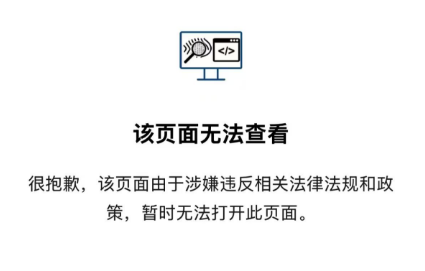 </>
该页面无法查看
很抱歉，该页面由于涉嫌违反相关法律法规和政
策，暂时无法打开此页面。